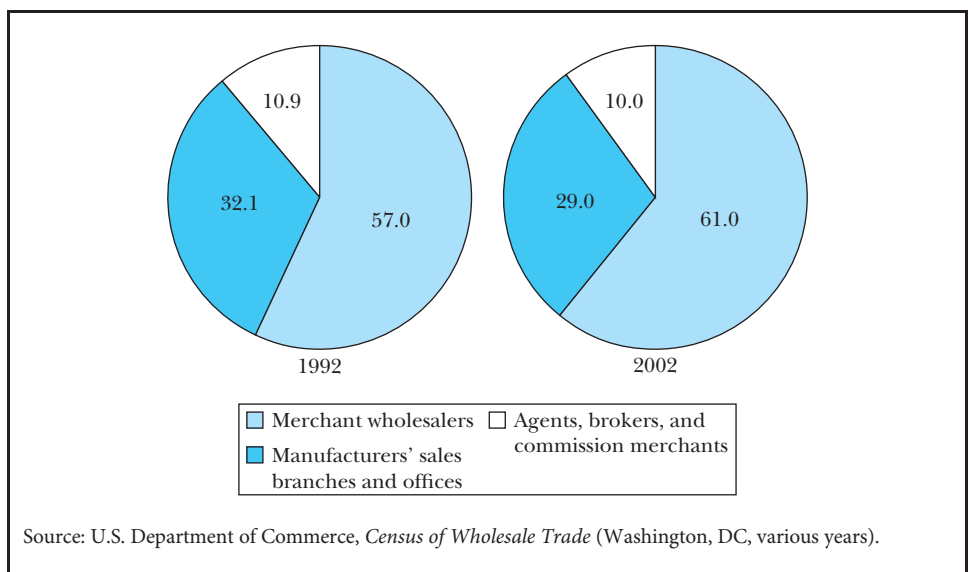 10.9
32.1
57.0
1992
10.0
29.0
61.0
2002
Merchant wholesalers
Manufacturers’ sales
branches and offices
Agents, brokers, and
commission merchants
Source: U.S. Department of Commerce, Census of Wholesale Trade (Washington, DC, various years).